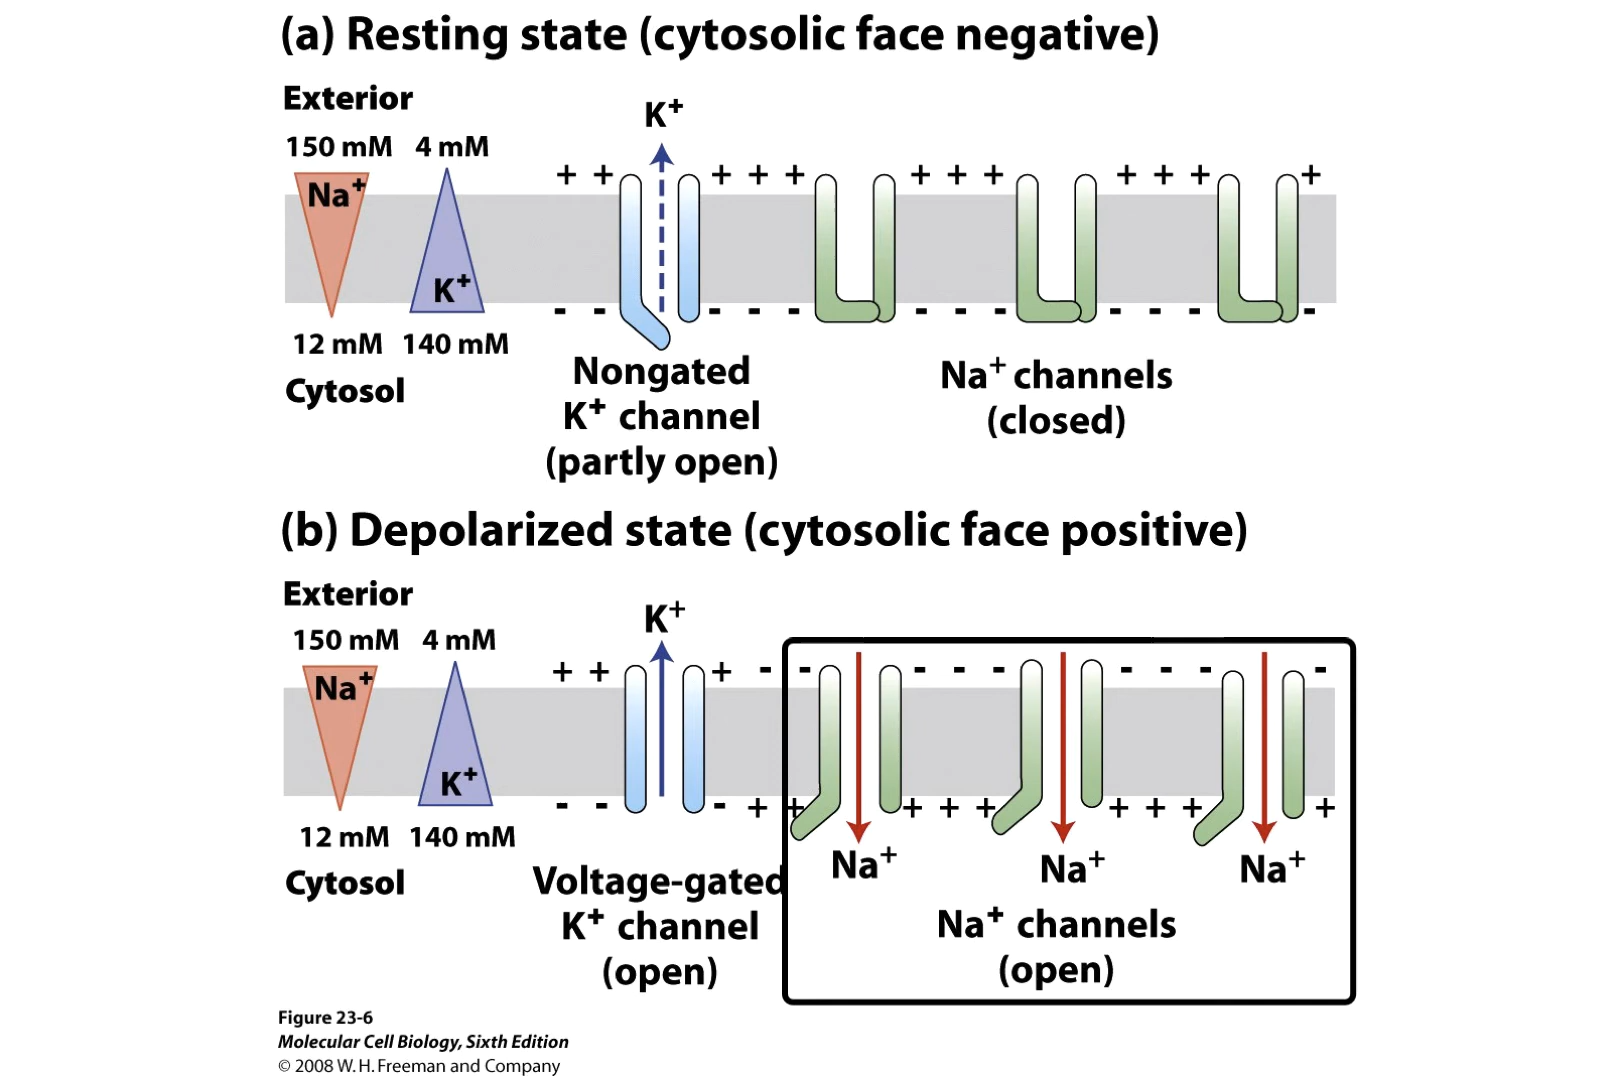 (a) Resting state (cytosolic face negative)
Exterior
150 mM 4 mM
K+
Na+
+ + + + + + + + + + + +
K+
- - - - - - - - - - - -
12 mM 140 mM
Cytosol
Nongated
K+ channel
(partly open)
Na+ channels
(closed)
(b) Depolarized state (cytosolic face positive)
Exterior
150 mM 4 mM
K+
Na+
+ + + - - - - - - - - -
K+
- - - + + + + + + + + +
12 mM 140 mM
Cytosol
Voltage-gated
K+ channel
(open)
Na+ Na+ Na+
Na+ channels
(open)
Figure 23-6
Molecular Cell Biology, Sixth Edition
© 2008 W. H. Freeman and Company